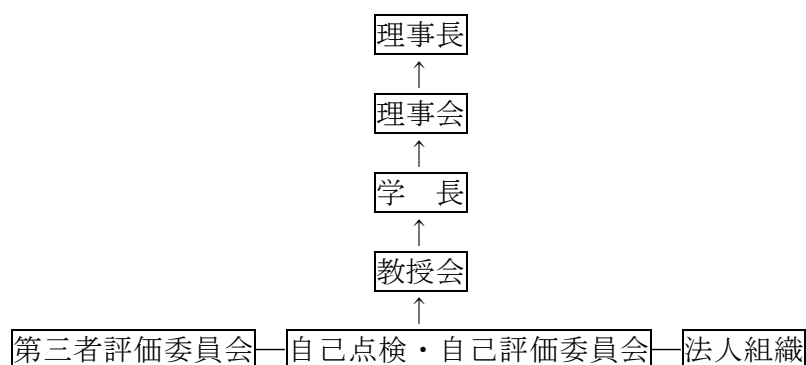 理事長
↑
理事会
↑
学　長
↑
教授会
↑
第三者評価委員会―自己点検・自己評価委員会―法人組織